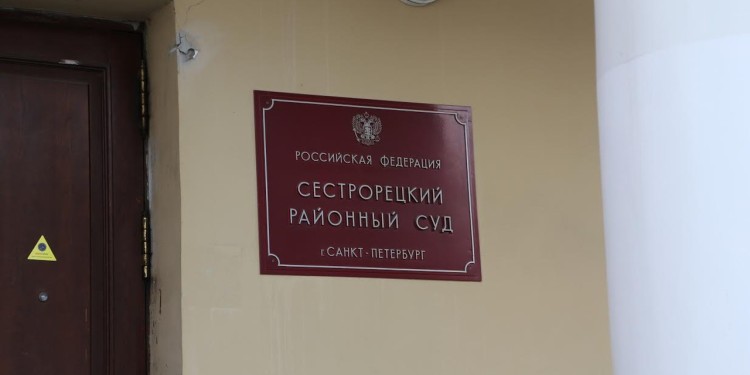 РОССИЙСКАЯ ФЕДЕРАЦИЯ
СЕСТРОРЕЦКИЙ
РАЙОННЫЙ СУД
г. САНКТ-ПЕТЕРБУРГ